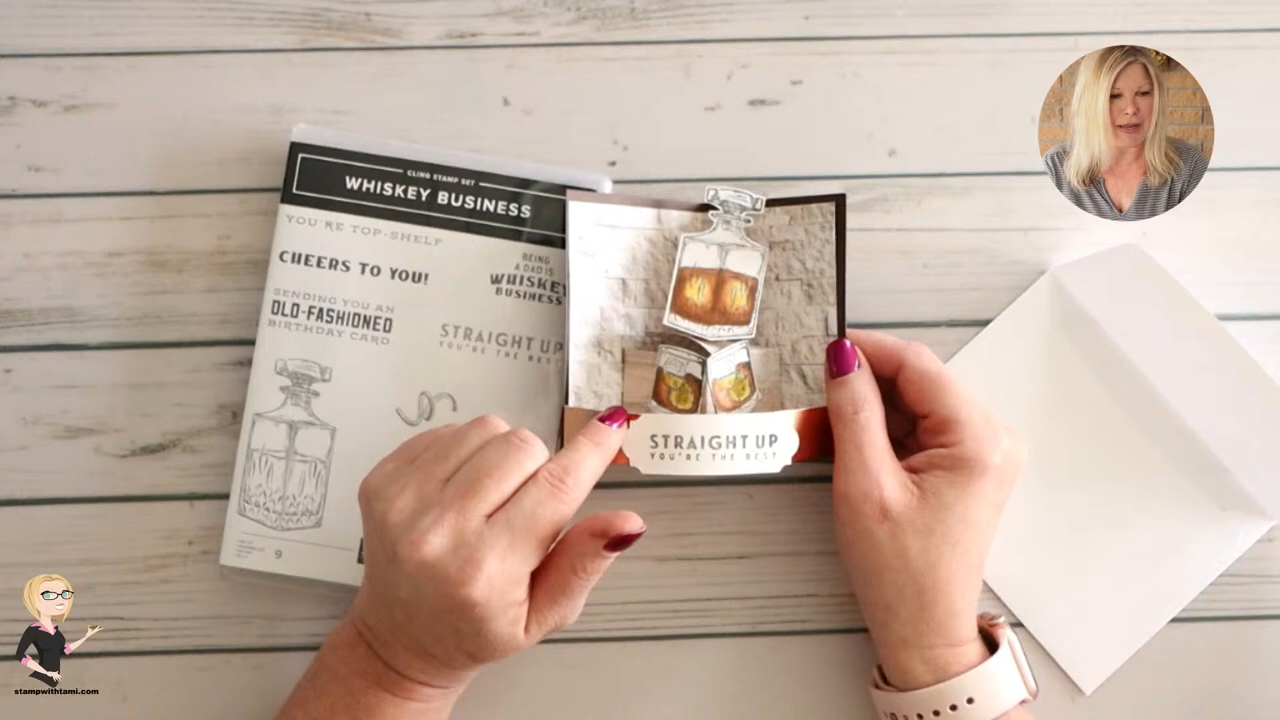 CLING STAMP SET
WHISKEY BUSINESS
YOU'RE TOP-SHELF
CHEERS TO YOU!
BEING
A DAD IS
WHISKEY
BUSINESS
SENDING YOU AN
OLD-FASHIONED
BIRTHDAY CARD
STRAIGHT UP
YOU'RE THE BEST
9
STRAIGHT UP
YOU'RE THE BEST
stampwithtami.com